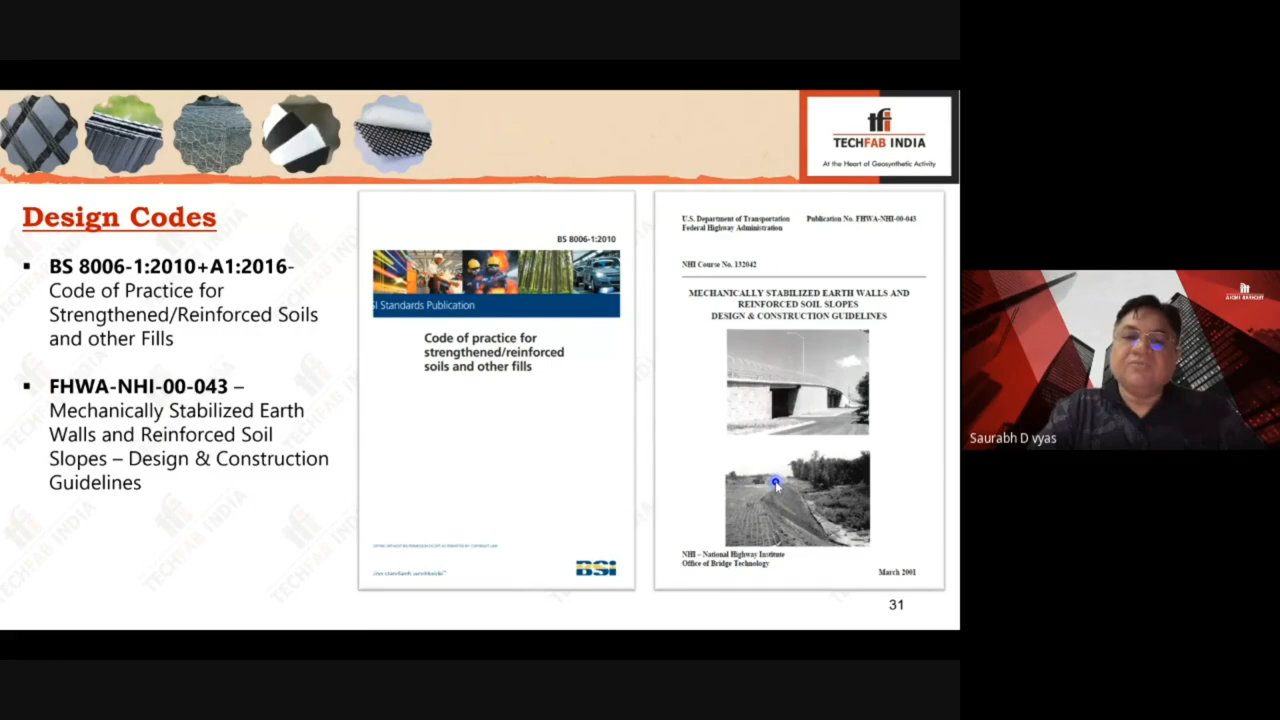 tfi
TECHFAB INDIA
At the Heart of Geosynthetic Activity
Design Codes
▪ BS 8006-1:2010+A1:2016-
Code of Practice for
Strengthened/Reinforced Soils
and other Fills
▪ FHWA-NHI-00-043 –
Mechanically Stabilized Earth
Walls and Reinforced Soil
Slopes – Design & Construction
Guidelines
BS 8006-1:2010
SI Standards Publication
Code of practice for
strengthened/reinforced
soils and other fills
BSi
U.S. Department of Transportation Publication No. FHWA-NHI-00-043
Federal Highway Administration
NHI Course No. 132042
MECHANICALLY STABILIZED EARTH WALLS AND
REINFORCED SOIL SLOPES
DESIGN & CONSTRUCTION GUIDELINES
NHI – National Highway Institute
Office of Bridge Technology
March 2001
31
Saurabh D vyas